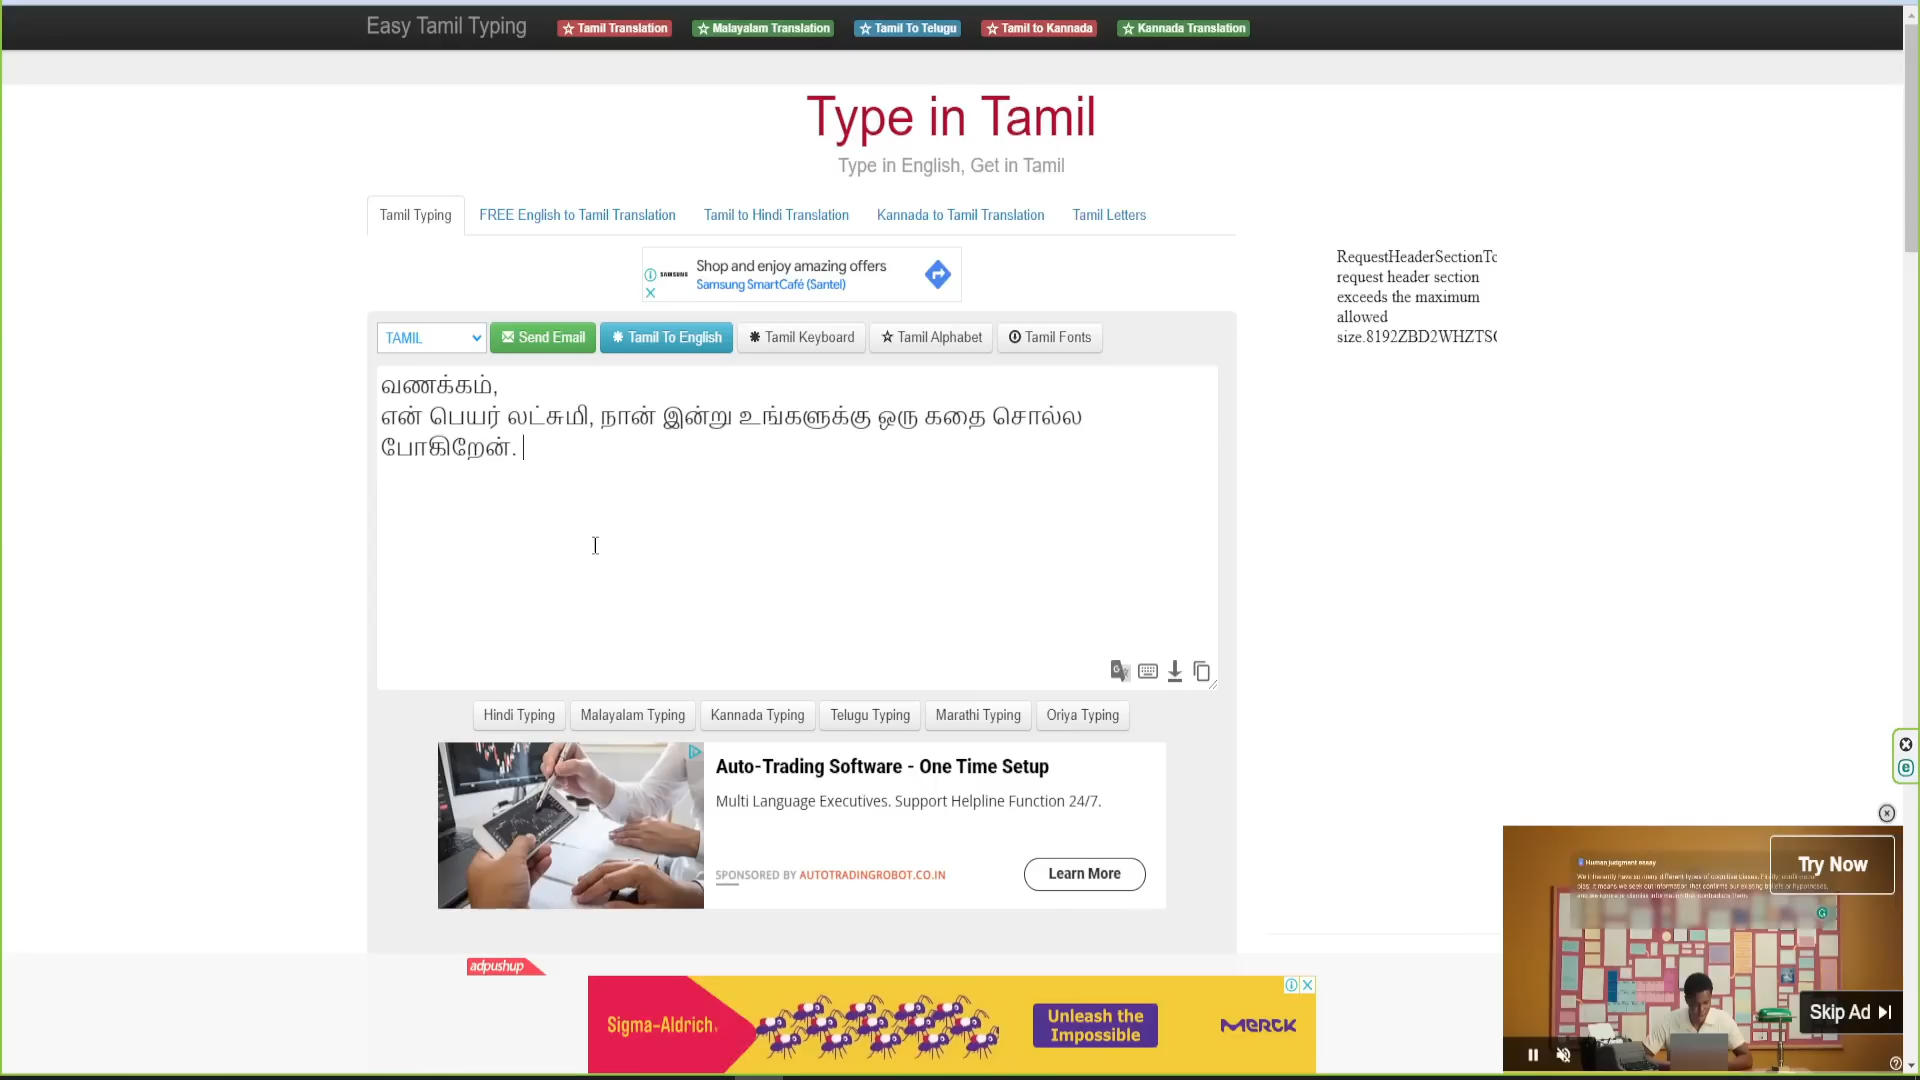 Easy Tamil Typing
Tamil Translation
Malayalam Translation
Tamil To Telugu
Tamil to Kannada
Kannada Translation
Type in Tamil
Type in English, Get in Tamil
Tamil Typing
FREE English to Tamil Translation
Tamil to Hindi Translation
Kannada to Tamil Translation
Tamil Letters
SAMSUNG
Shop and enjoy amazing offers
Samsung SmartCafé (Santel)
RequestHeaderSectionTo
request header section
exceeds the maximum
allowed
size.8192ZBD2WHZTS
TAMIL
Send Email
Tamil To English
Tamil Keyboard
Tamil Alphabet
Tamil Fonts
வணக்கம்,
என் பெயர் லட்சுமி, நான் இன்று உங்களுக்கு ஒரு கதை சொல்ல
போகிறேன்.
Hindi Typing
Malayalam Typing
Kannada Typing
Telugu Typing
Marathi Typing
Oriya Typing
Auto-Trading Software - One Time Setup
Multi Language Executives. Support Helpline Function 24/7.
SPONSORED BY AUTOTRADINGROBOT.CO.IN
Learn More
Human judgment essay
Try Now
Skip Ad
adpushup
Sigma-Aldrich.
Unleash the
Impossible
MERCK